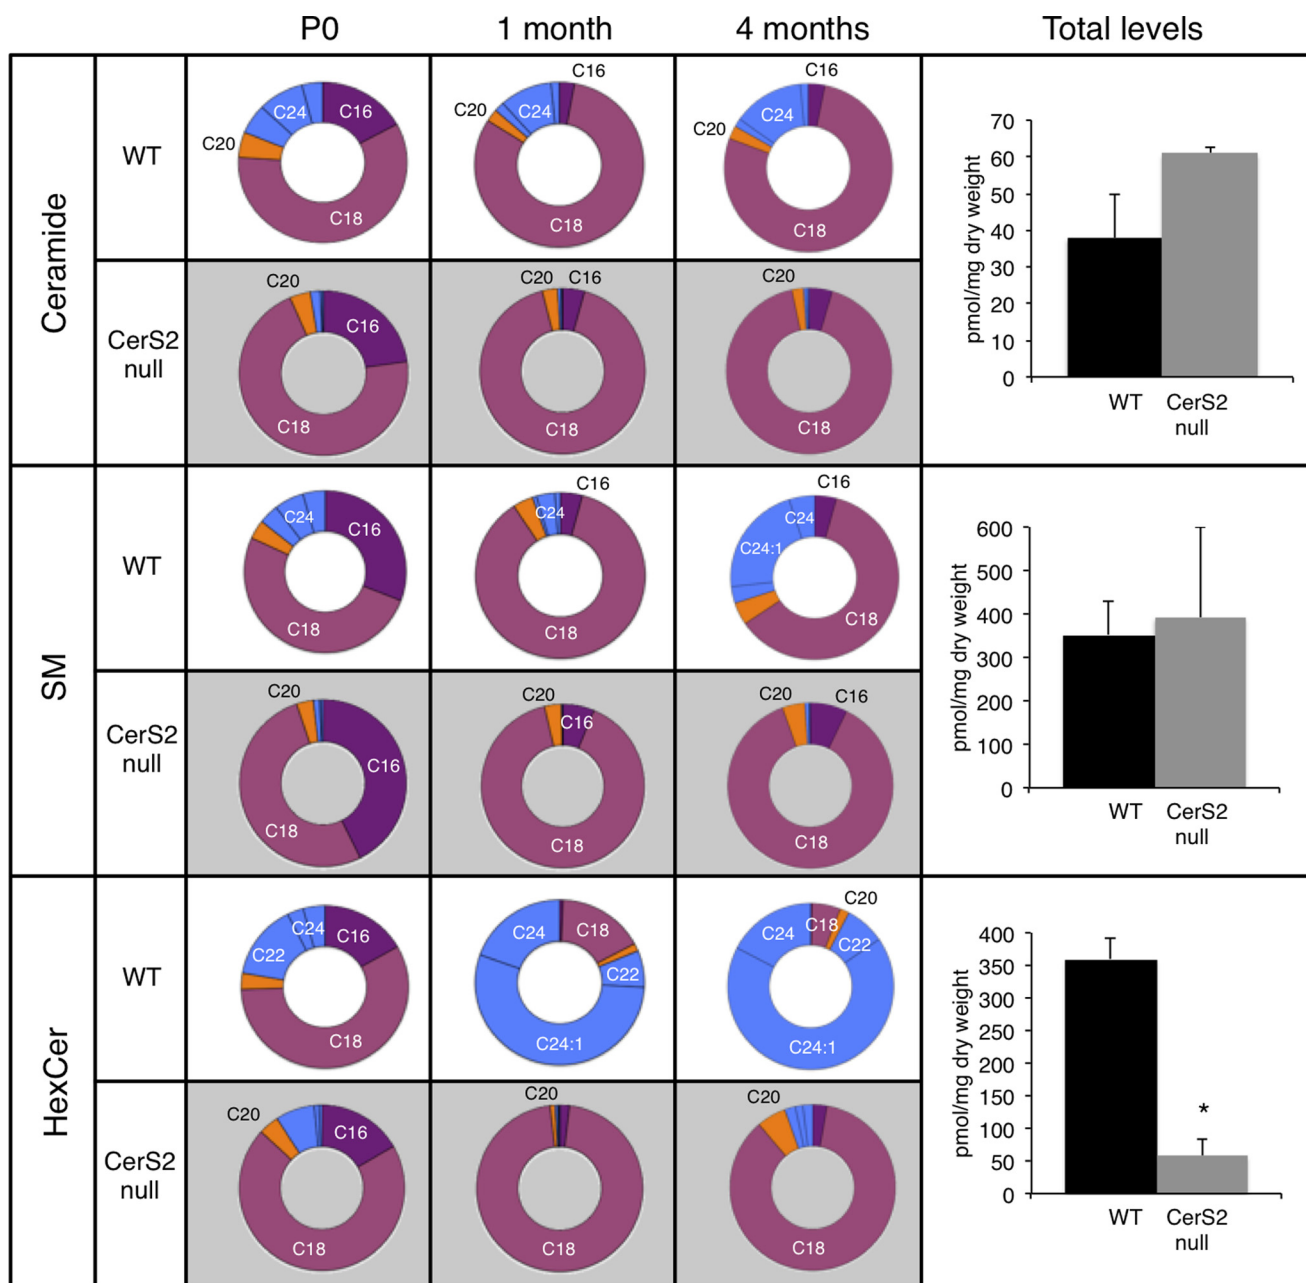 P0 1 month 4 months Total levels
Ceramide
WT
C24 C16
C20
C18
C16
C20 C24
C18
C16
C20 C24
C18
70
60
50
40
30
20
10
0
pmol/mg dry weight
WT CerS2
null
CerS2
null
C20
C16
C18
C20 C16
C18
C20
C18
SM
WT
C24 C16
C18
C16
C24
C18
C16
C24
C24:1
C18
600
500
400
300
200
100
0
pmol/mg dry weight
WT CerS2
null
CerS2
null
C20
C16
C18
C20
C16
C18
C20 C16
C18
HexCer
WT
C24 C16
C22
C18
C24 C18
C22
C24:1
C20
C24 C18
C22
C24:1
400
350
300
250
200
150
100
50
0
pmol/mg dry weight
*
WT CerS2
null
CerS2
null
C20
C16
C18
C20
C18
C20
C18